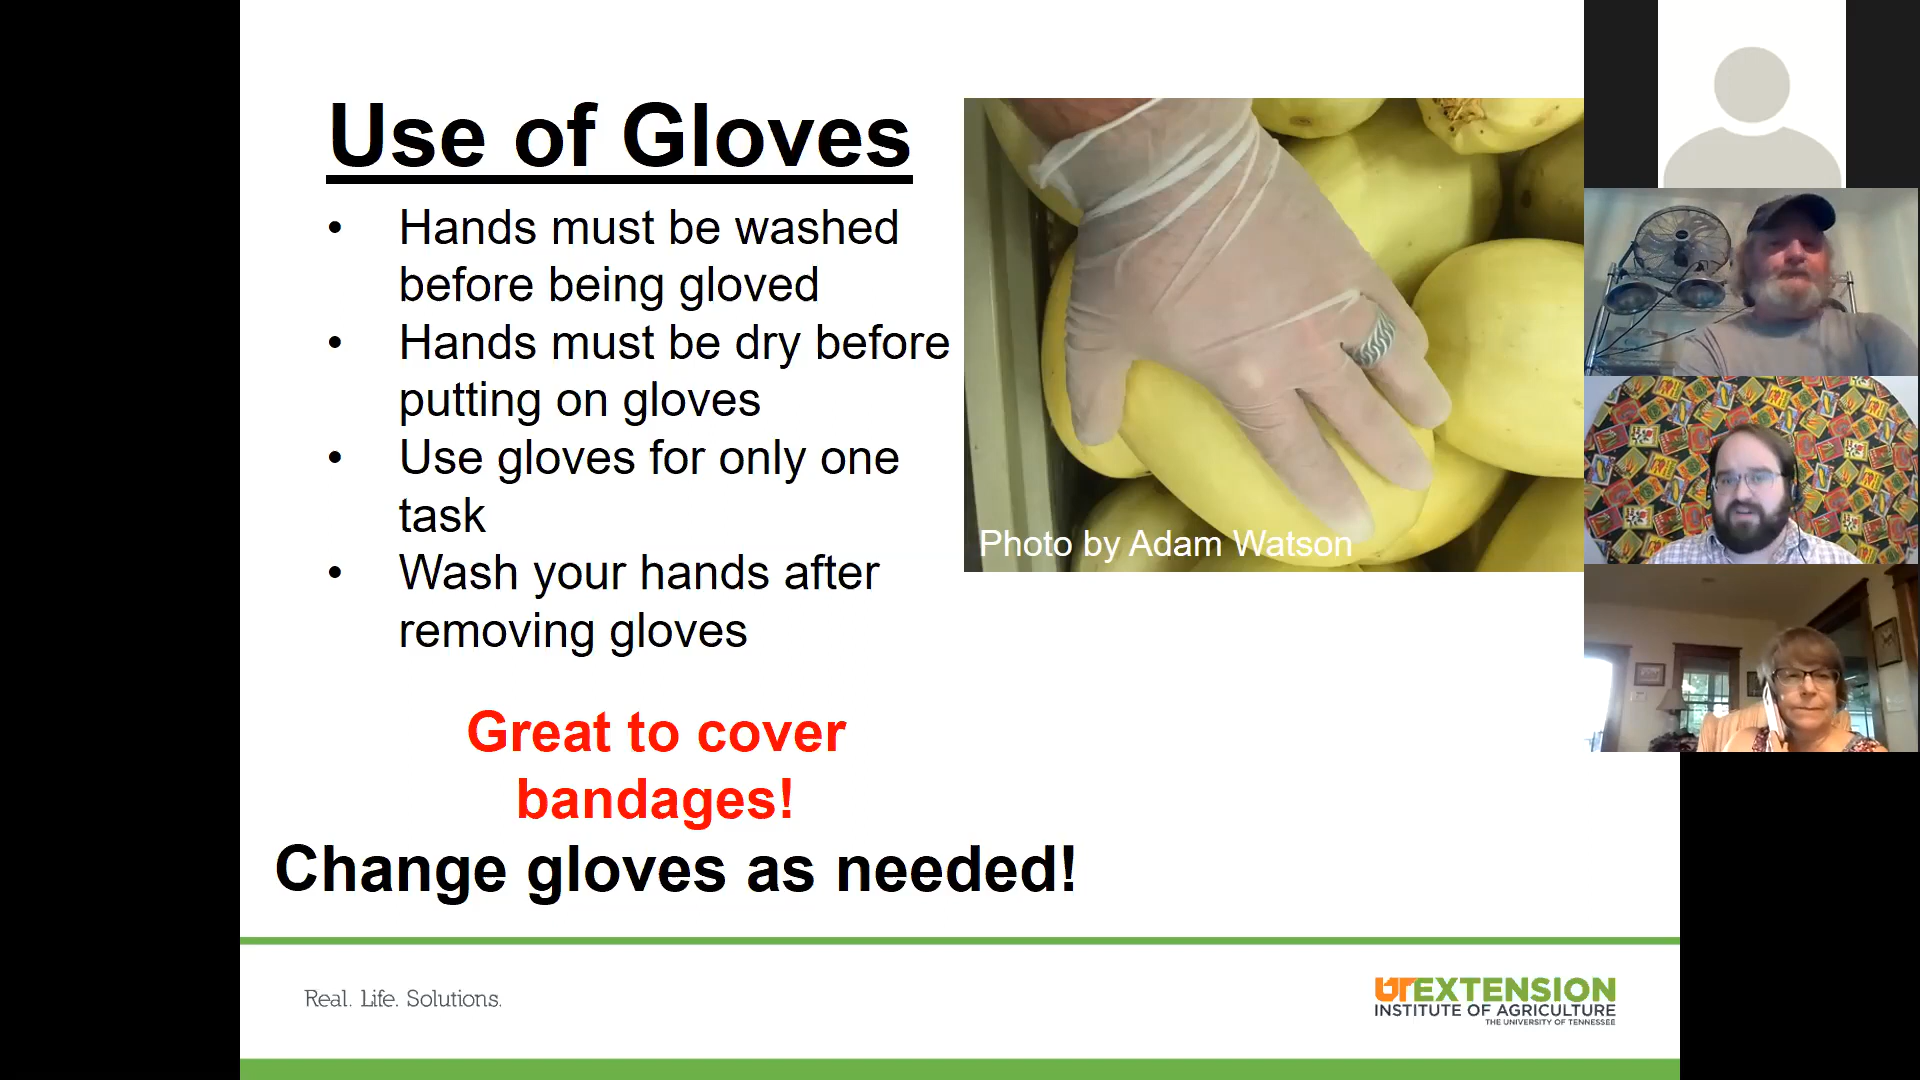 Use of Gloves
• Hands must be washed
before being gloved
• Hands must be dry before
putting on gloves
• Use gloves for only one
task
• Wash your hands after
removing gloves
Photo by Adam Watson
Great to cover
bandages!
Change gloves as needed!
Real. Life. Solutions.
UT EXTENSION
INSTITUTE OF AGRICULTURE
THE UNIVERSITY OF TENNESSEE